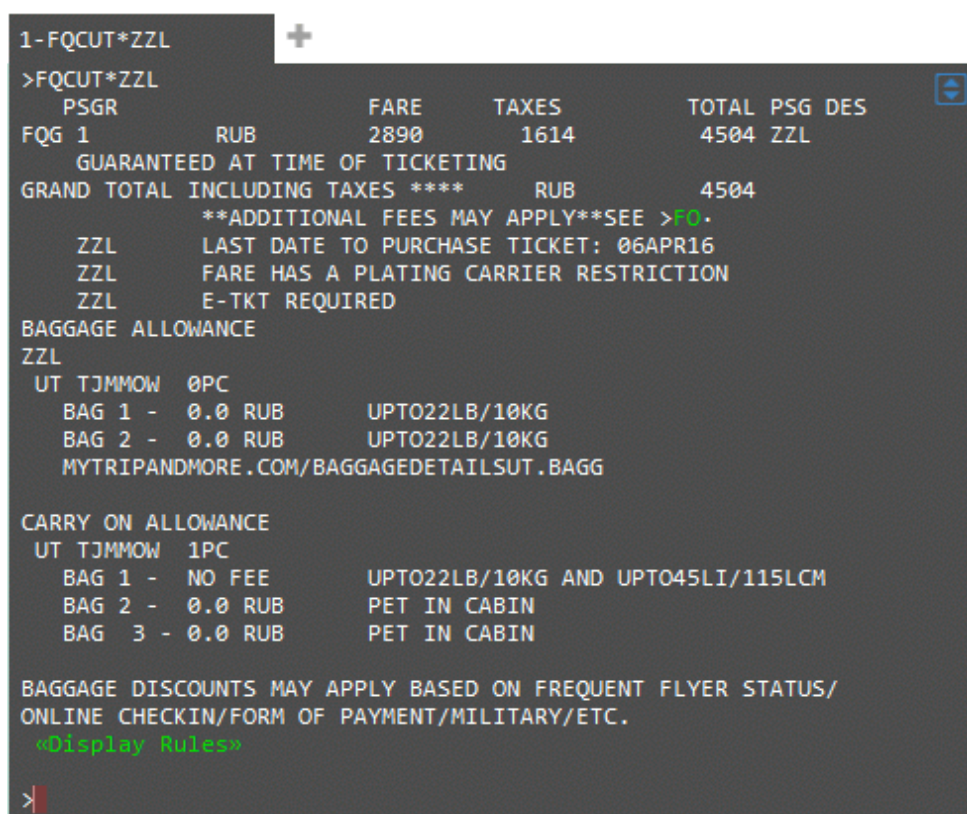 1-FQCUT*ZZL
>FQCUT*ZZL
PSGR FARE TAXES TOTAL PSG DES
FQG 1 RUB 2890 1614 4504 ZZL
GUARANTEED AT TIME OF TICKETING
GRAND TOTAL INCLUDING TAXES **** RUB 4504
**ADDITIONAL FEES MAY APPLY**SEE >FO·
ZZL LAST DATE TO PURCHASE TICKET: 06APR16
ZZL FARE HAS A PLATING CARRIER RESTRICTION
ZZL E-TKT REQUIRED
BAGGAGE ALLOWANCE
ZZL
UT TJMMOW 0PC
BAG 1 - 0.0 RUB UPTO22LB/10KG
BAG 2 - 0.0 RUB UPTO22LB/10KG
MYTRIPANDMORE.COM/BAGGAGEDETAILSUT.BAGG
CARRY ON ALLOWANCE
UT TJMMOW 1PC
BAG 1 - NO FEE UPTO22LB/10KG AND UPTO45LI/115LCM
BAG 2 - 0.0 RUB PET IN CABIN
BAG 3 - 0.0 RUB PET IN CABIN
BAGGAGE DISCOUNTS MAY APPLY BASED ON FREQUENT FLYER STATUS/
ONLINE CHECKIN/FORM OF PAYMENT/MILITARY/ETC.
«Display Rules»
>